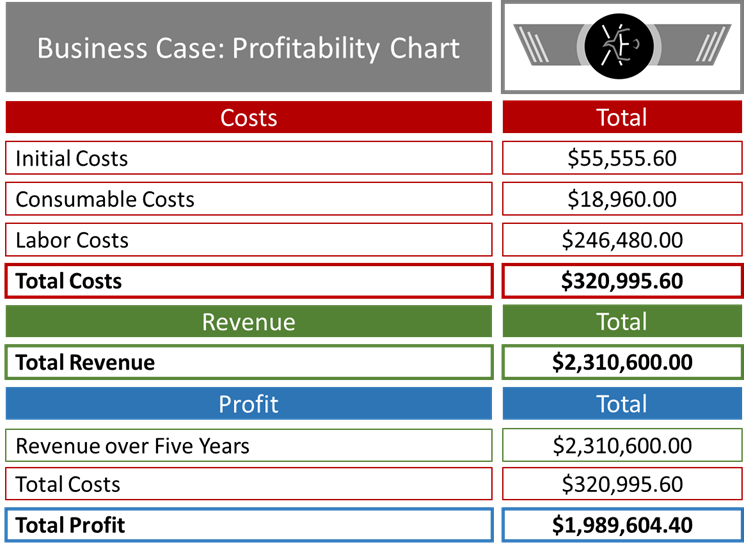 Business Case: Profitability Chart
Costs Total
Initial Costs $55,555.60
Consumable Costs $18,960.00
Labor Costs $246,480.00
Total Costs $320,995.60
Revenue Total
Total Revenue $2,310,600.00
Profit Total
Revenue over Five Years $2,310,600.00
Total Costs $320,995.60
Total Profit $1,989,604.40